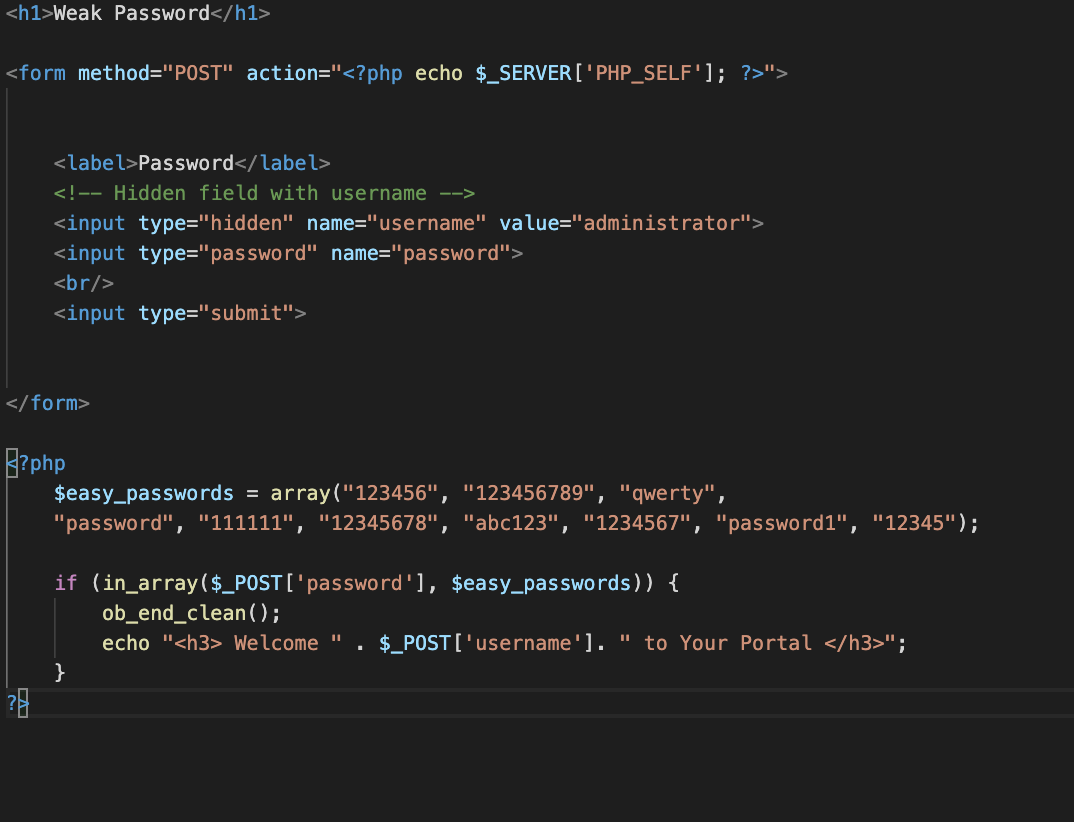 <h1>Weak Password</h1>
<form method="POST" action="<?php echo $_SERVER['PHP_SELF']; ?>">
<label>Password</label>
<!-- Hidden field with username -->
<input type="hidden" name="username" value="administrator">
<input type="password" name="password">
<br/>
<input type="submit">
</form>
<?php
$easy_passwords = array("123456", "123456789", "qwerty",
"password", "111111", "12345678", "abc123", "1234567", "password1", "12345");
if (in_array($_POST['password'], $easy_passwords)) {
ob_end_clean();
echo "<h3> Welcome " . $_POST['username']. " to Your Portal </h3>";
}
?>